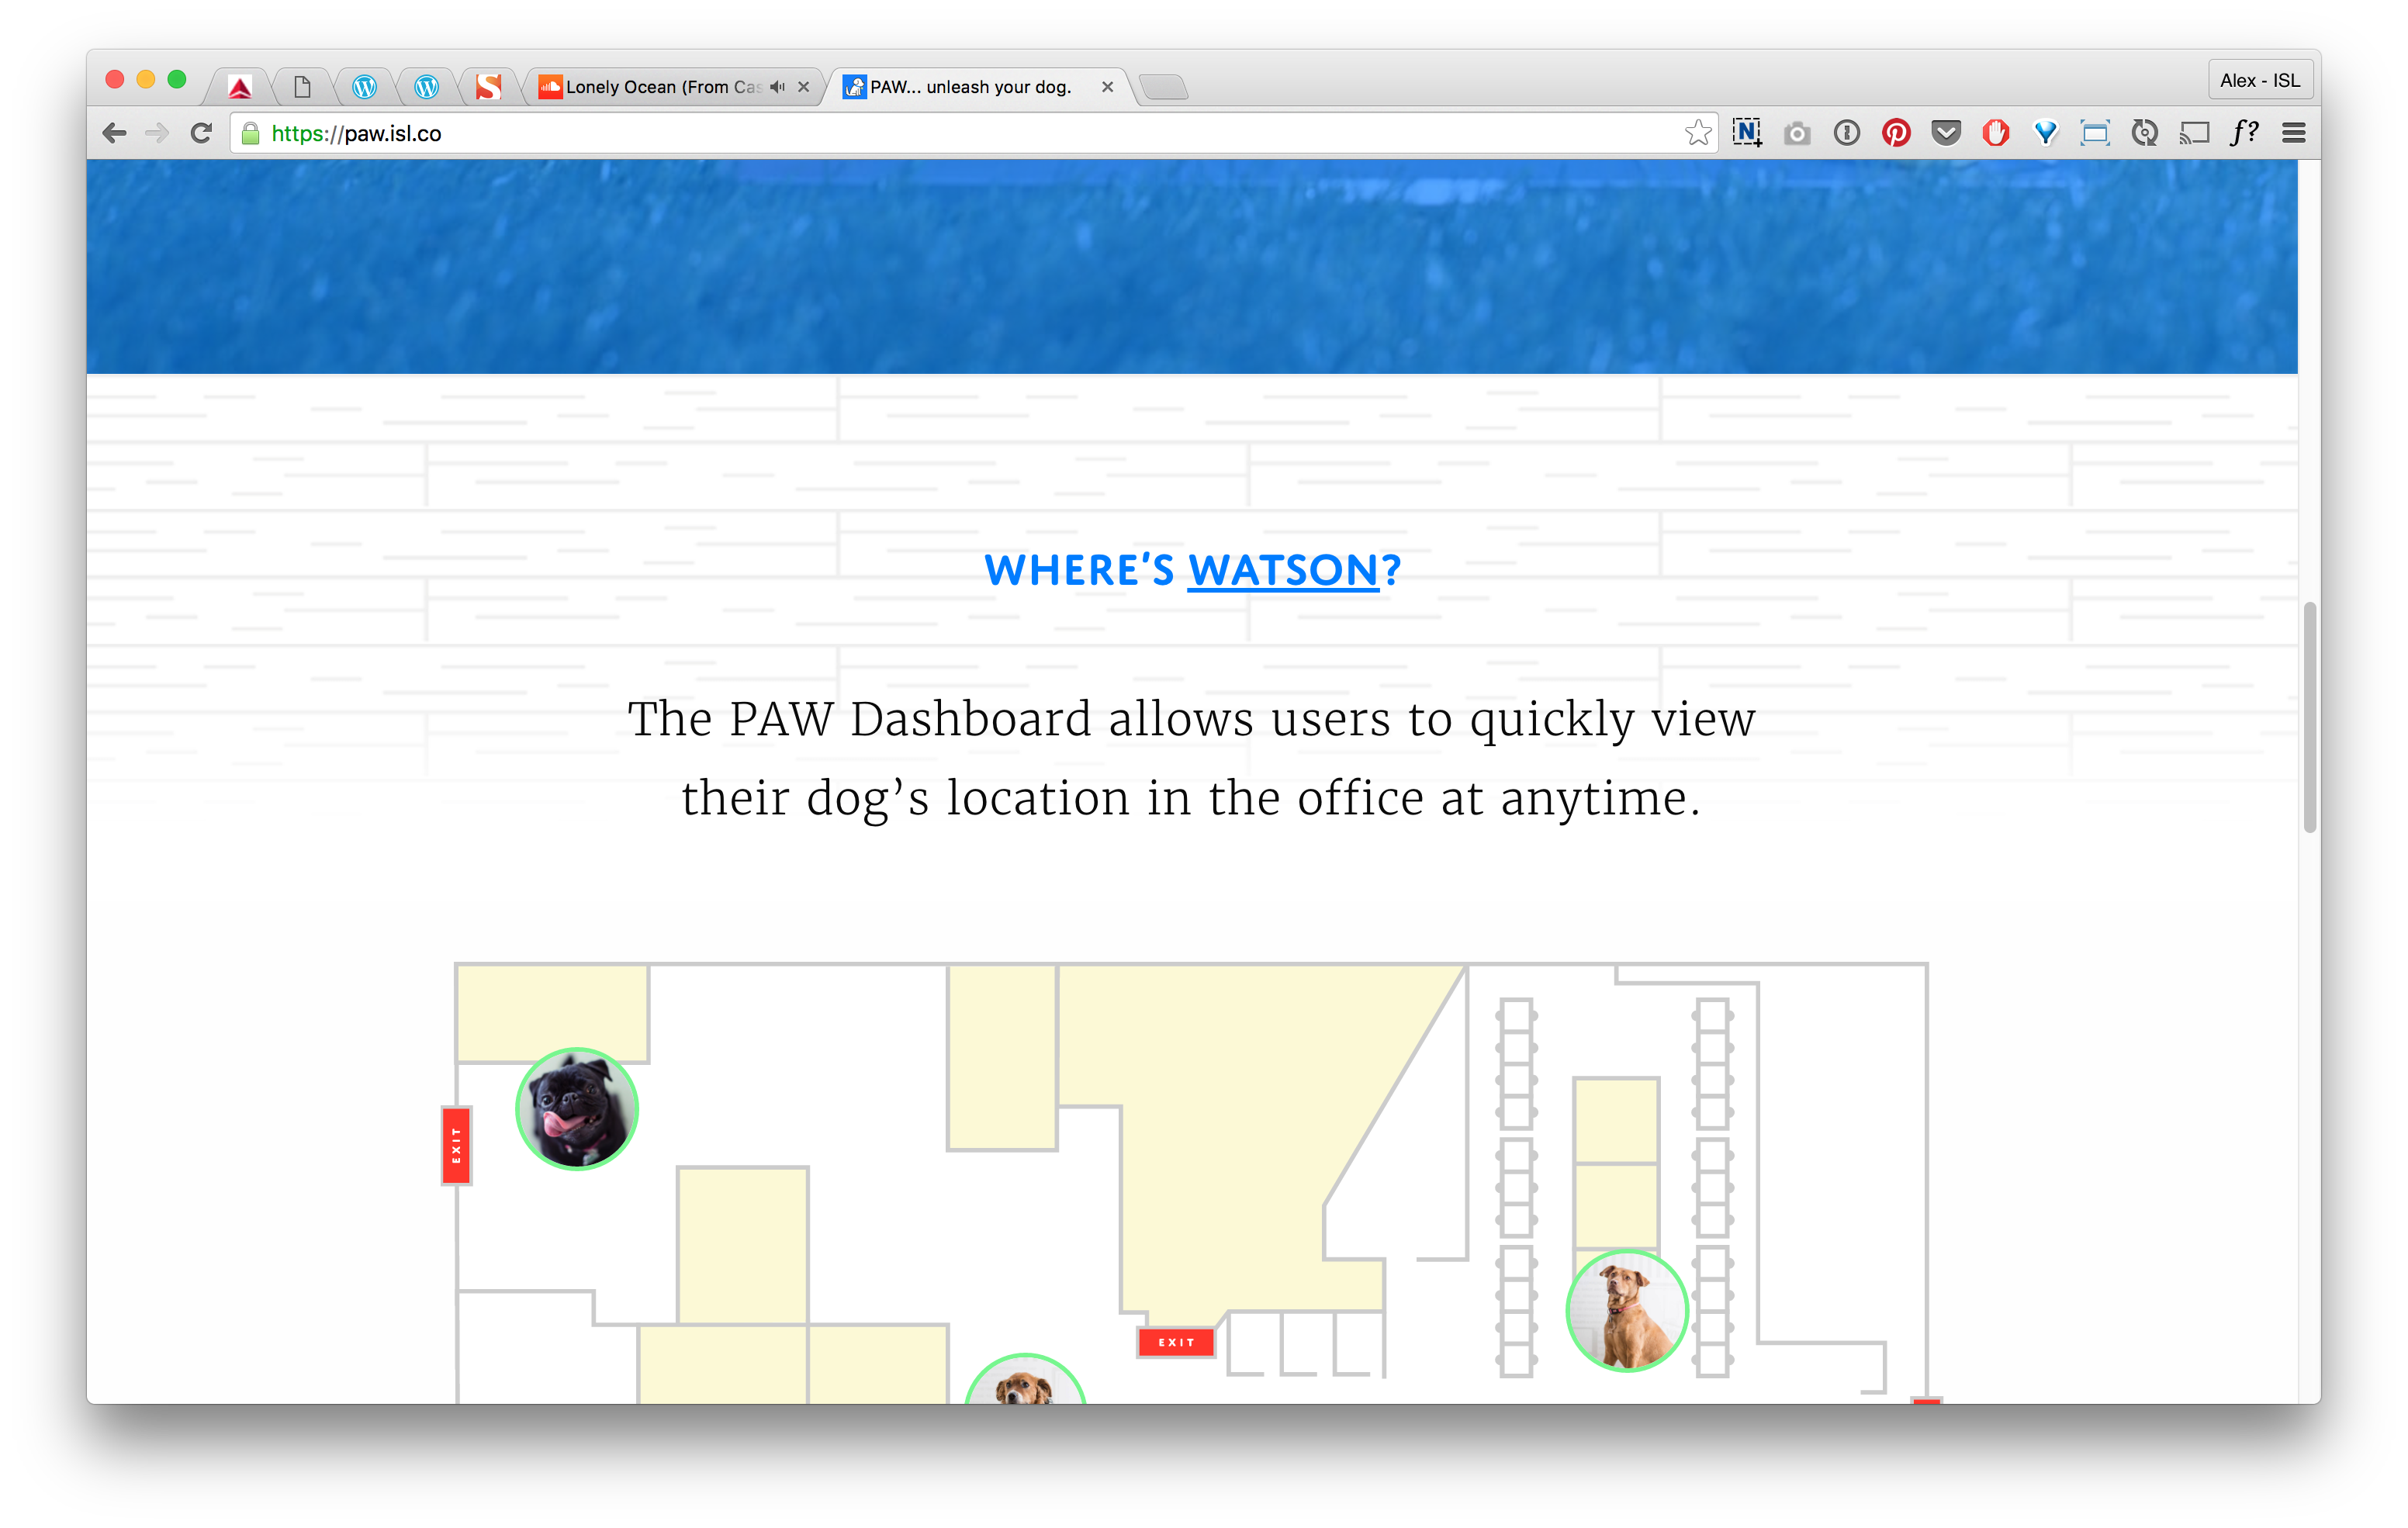 Lonely Ocean (From Cas
PAW... unleash your dog.
Alex - ISL
https://paw.isl.co
N
f?
WHERE'S WATSON?
The PAW Dashboard allows users to quickly view
their dog’s location in the office at anytime.
EXIT
EXIT